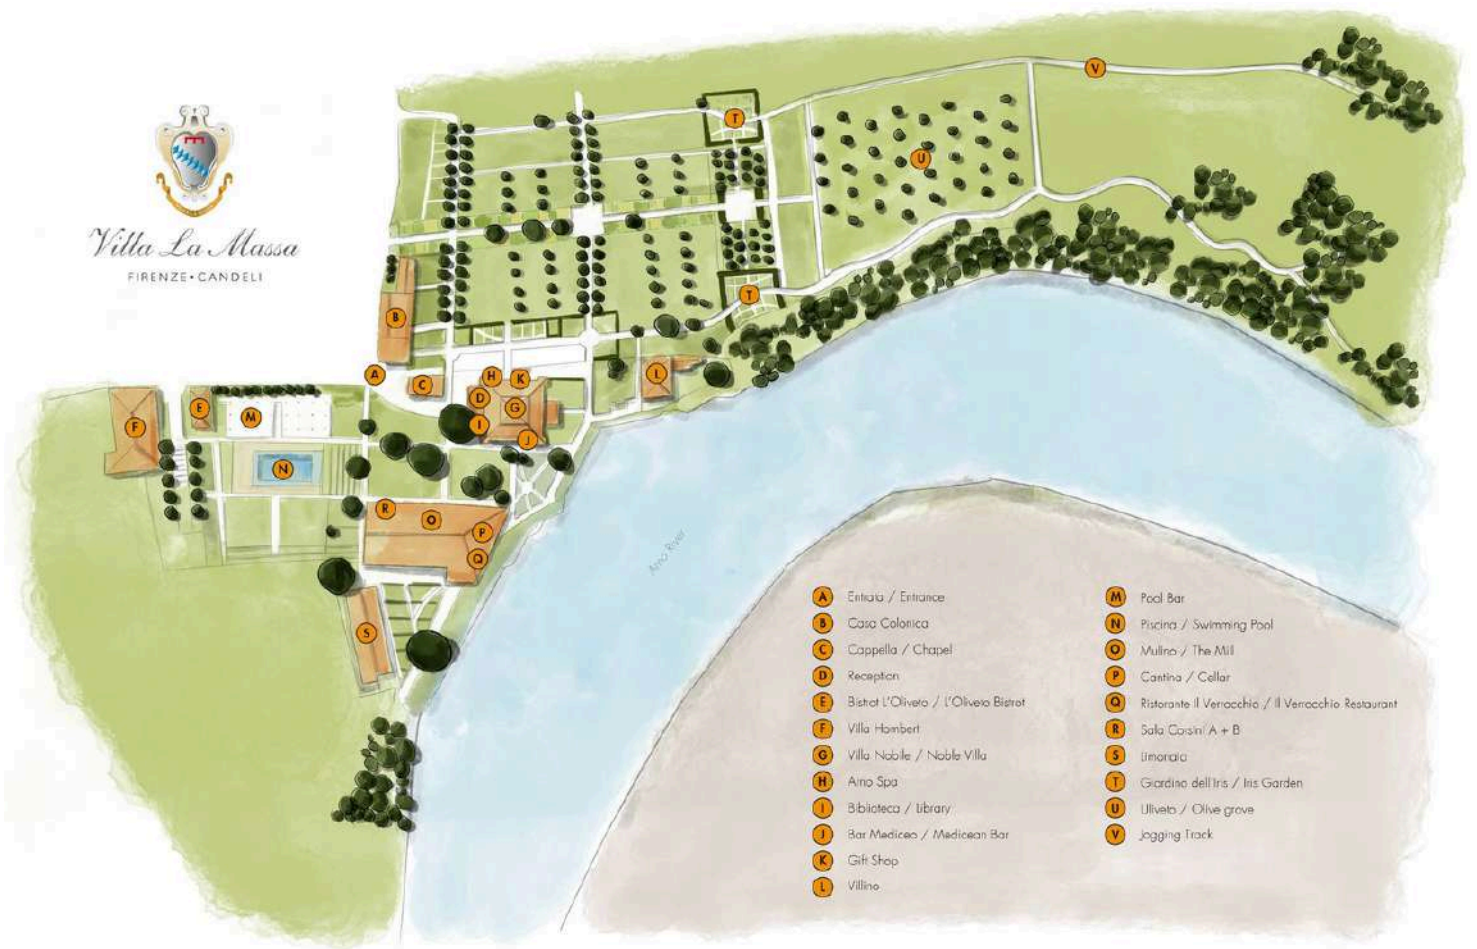 Villa La Massa
FIRENZE • CANDELI
V
T
U
T
B
A
C
H
K
L
D
G
I
J
F
E
M
N
R
O
P
Q
S
Arno River
A Entrata / Entrance
B Casa Colonica
C Cappella / Chapel
D Reception
E Bistrot L'Oliveto / L'Oliveto Bistrot
F Villa Hombert
G Villa Nobile / Noble Villa
H Arno Spa
I Biblioteca / Library
J Bar Mediceo / Medicean Bar
K Gift Shop
L Villino
M Pool Bar
N Piscina / Swimming Pool
O Mulino / The Mill
P Cantina / Cellar
Q Ristorante Il Verrocchio / Il Verrocchio Restaurant
R Sala Corsini A + B
S Limonaia
T Giardino dell'Iris / Iris Garden
U Uliveto / Olive grove
V Jogging Track